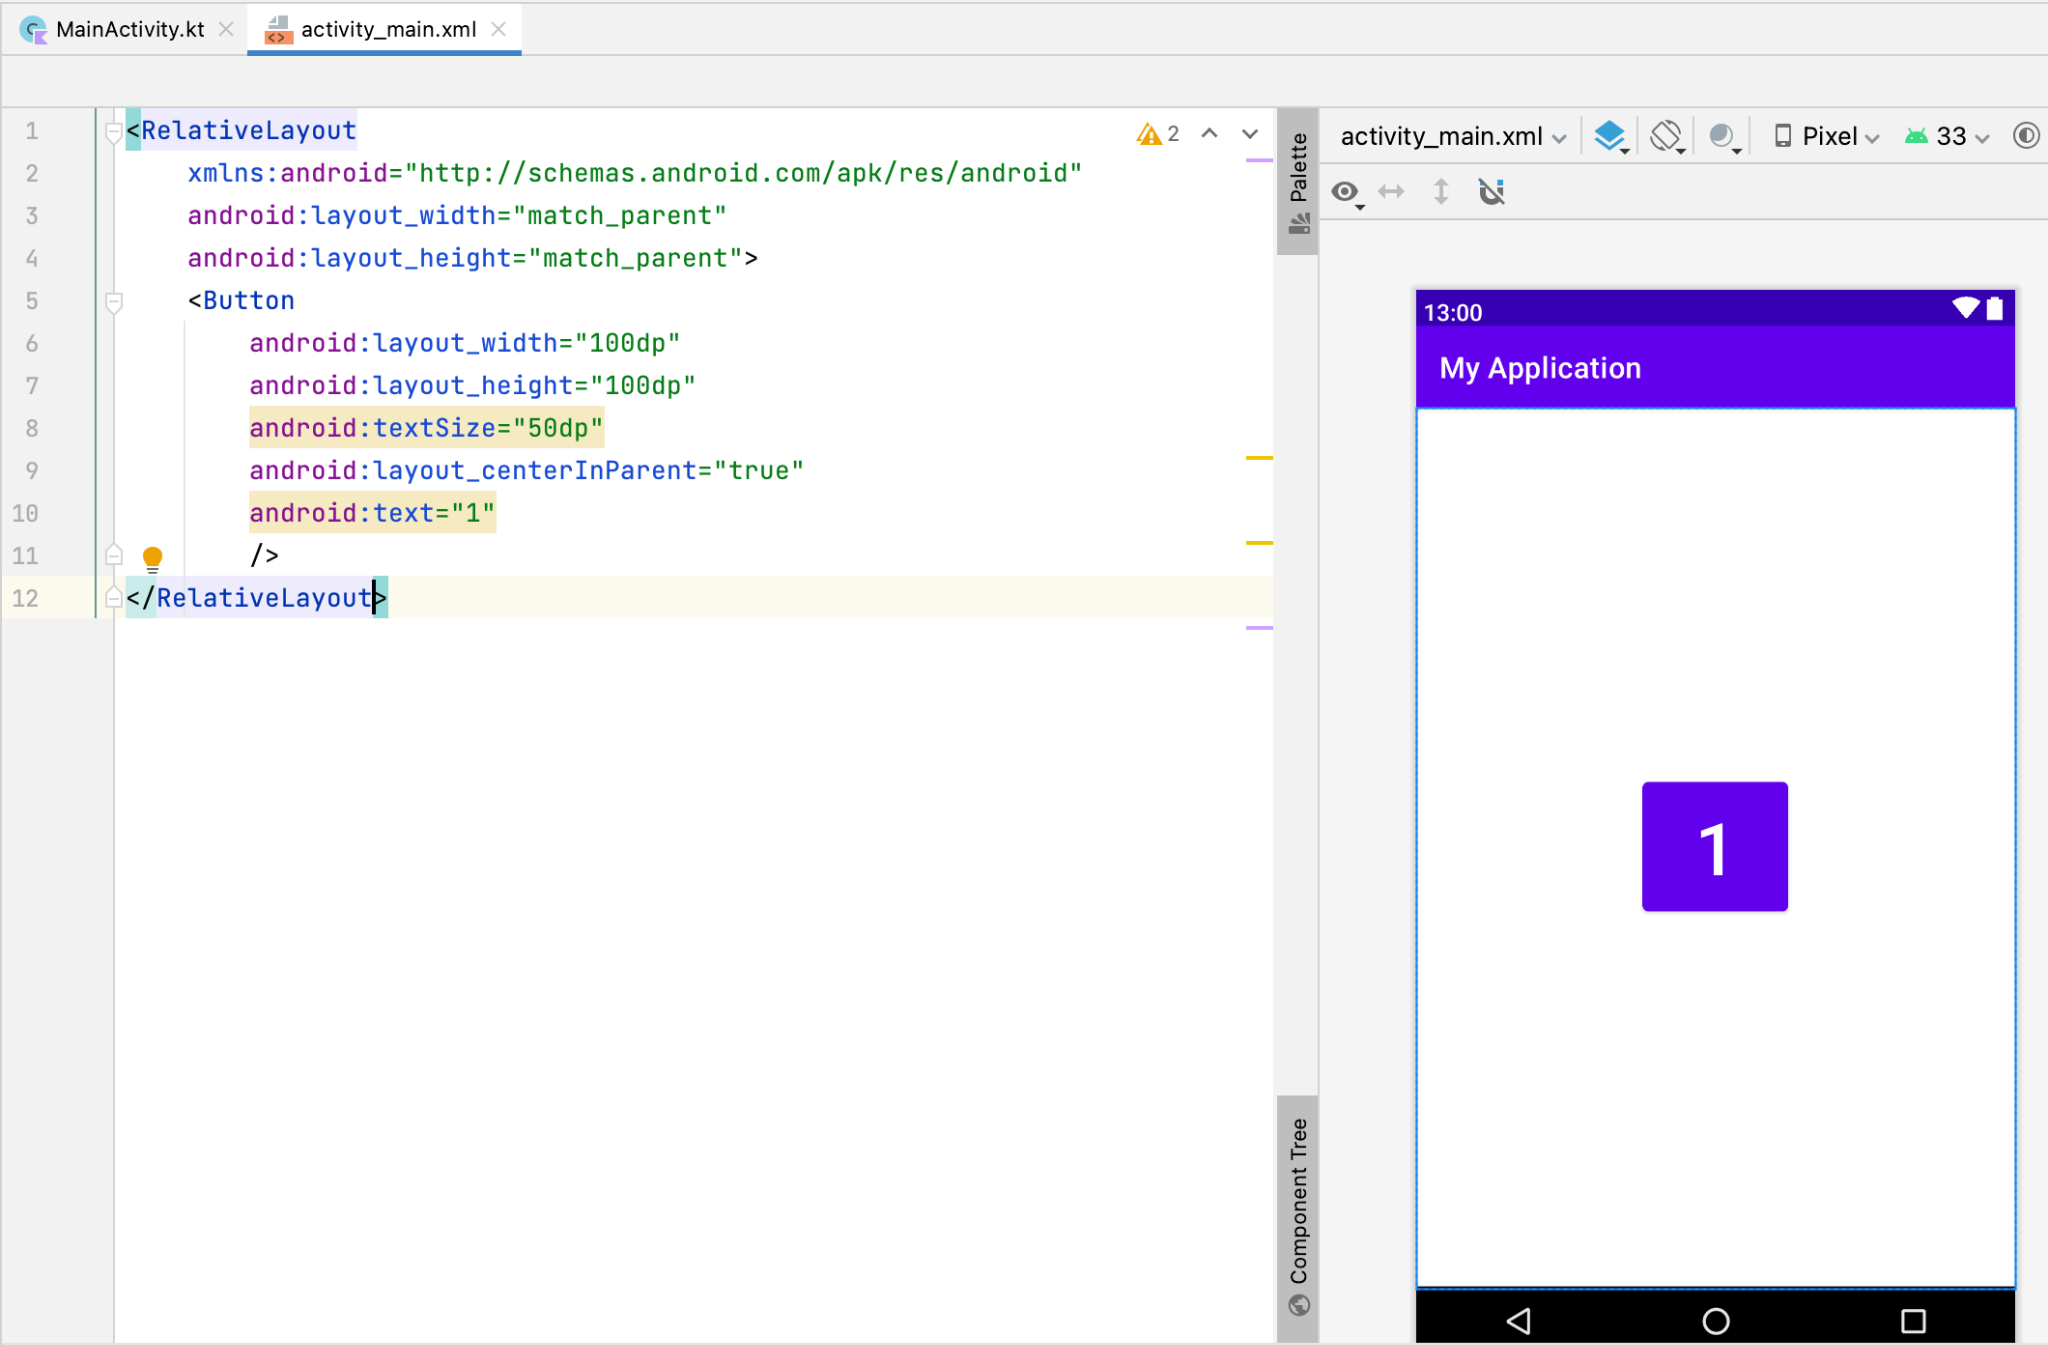 MainActivity.kt
activity_main.xml
1 <RelativeLayout
2 xmlns:android="http://schemas.android.com/apk/res/android"
3 android:layout_width="match_parent"
4 android:layout_height="match_parent">
5 <Button
6 android:layout_width="100dp"
7 android:layout_height="100dp"
8 android:textSize="50dp"
9 android:layout_centerInParent="true"
10 android:text="1"
11 />
12 </RelativeLayout>
2
Palette
Component Tree
activity_main.xml
Pixel
33
13:00
My Application
1